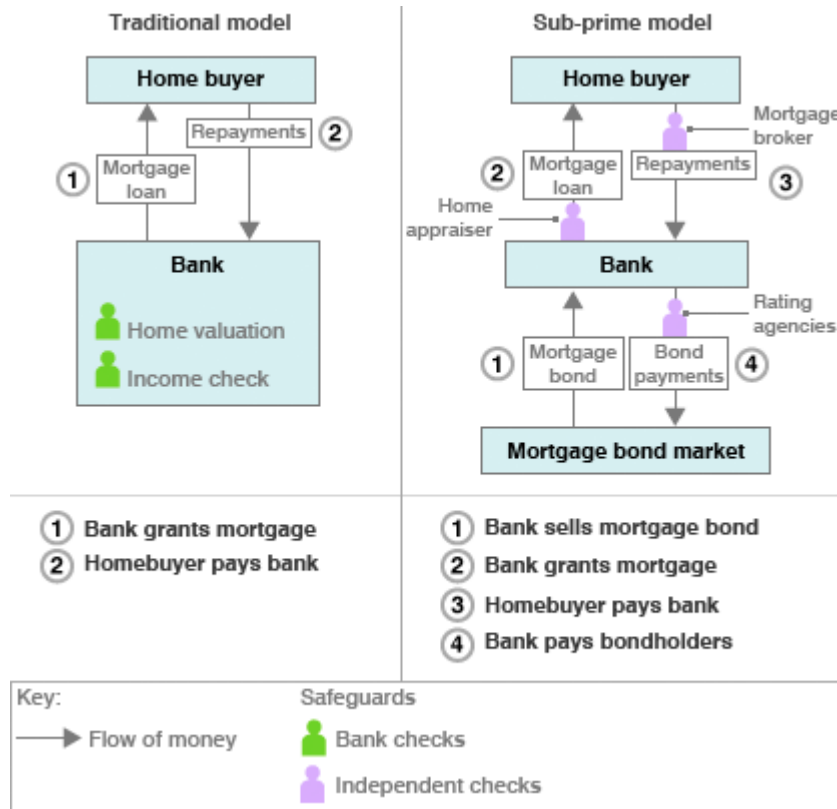 Traditional model
Home buyer
Repayments
2
1
Mortgage
loan
Bank
Home valuation
Income check
Sub-prime model
Home buyer
Mortgage
broker
2
Mortgage
loan
Repayments
3
Home
appraiser
Bank
Rating
agencies
1
Mortgage
bond
Bond
payments
4
Mortgage bond market
1 Bank grants mortgage
2 Homebuyer pays bank
1 Bank sells mortgage bond
2 Bank grants mortgage
3 Homebuyer pays bank
4 Bank pays bondholders
Key:
Flow of money
Safeguards
Bank checks
Independent checks